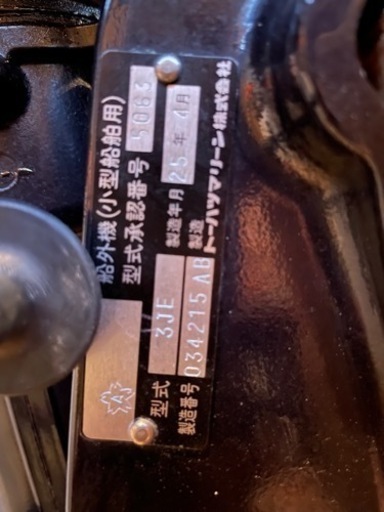 船外機(小型船舶用)
型式承認番号 5063
型式 3JE 製造年月 25年 4月
製造番号 034215AB 製造
トーハツマリーン株式会社